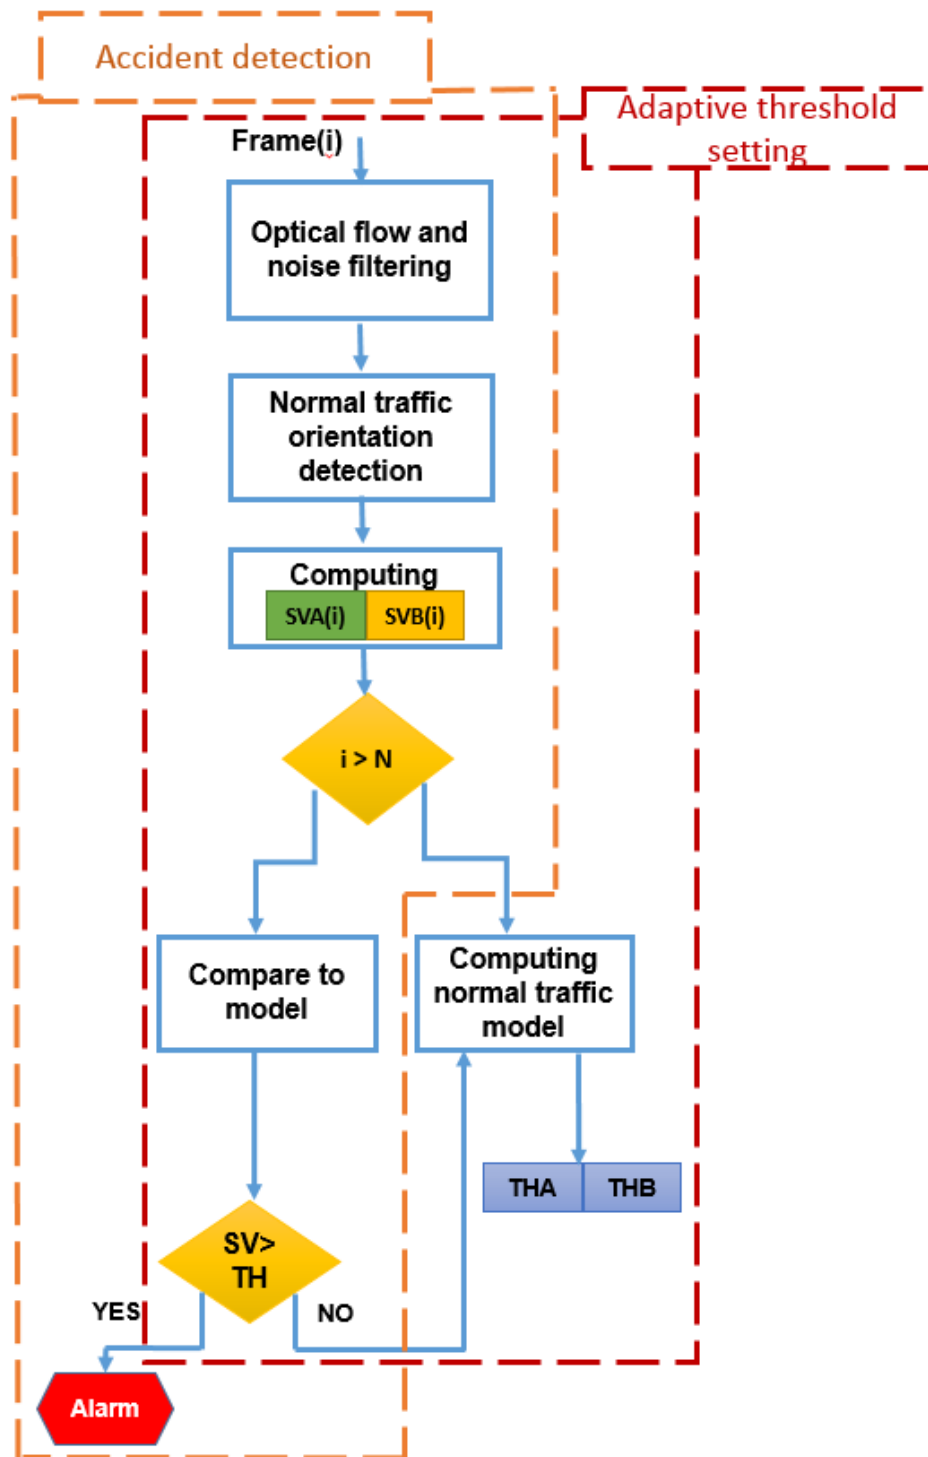 Accident detection
Adaptive threshold
setting
Frame(i)
Optical flow and
noise filtering
Normal traffic
orientation
detection
Computing
SVA(i) SVB(i)
i > N
Compare to
model
Computing
normal traffic
model
THA THB
SV>
TH
YES
NO
Alarm